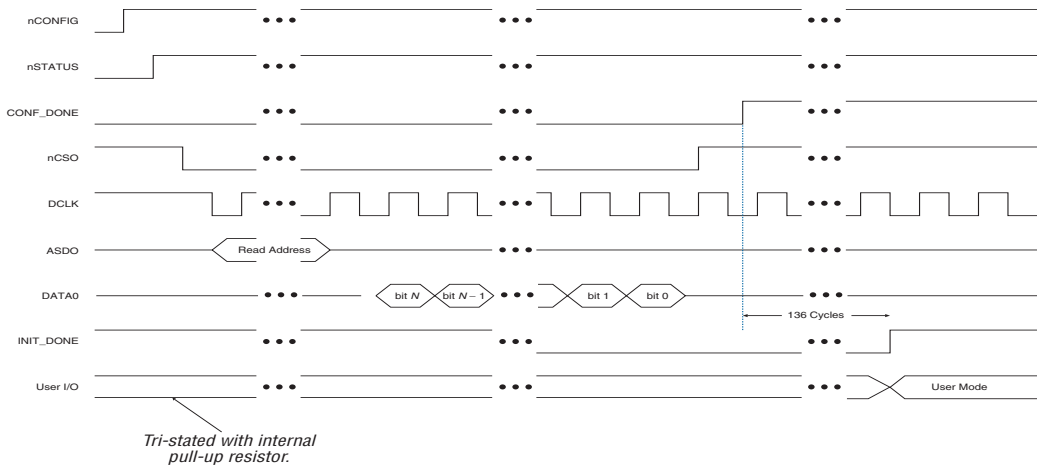 nCONFIG
nSTATUS
CONF_DONE
nCSO
DCLK
ASDO
Read Address
DATA0
bit N
bit N – 1
bit 1
bit 0
136 Cycles
INIT_DONE
User I/O
User Mode
Tri-stated with internal
pull-up resistor.